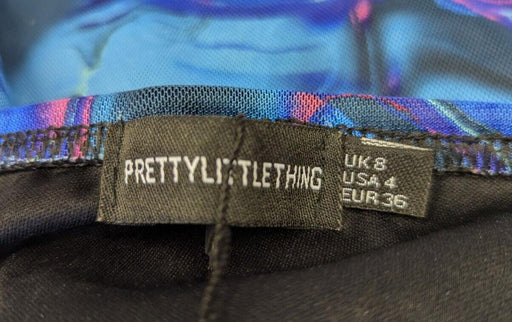 PRETTYLITTLETHING
UK 8
USA 4
EUR 36